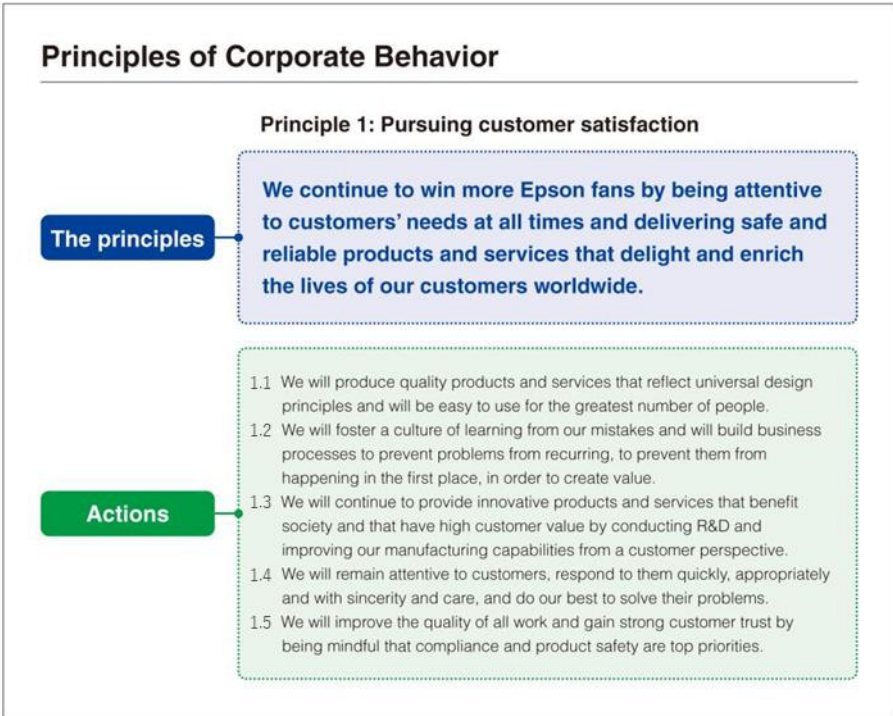 Principles of Corporate Behavior
Principle 1: Pursuing customer satisfaction
The principles
We continue to win more Epson fans by being attentive
to customers’ needs at all times and delivering safe and
reliable products and services that delight and enrich
the lives of our customers worldwide.
Actions
1.1 We will produce quality products and services that reflect universal design
principles and will be easy to use for the greatest number of people.
1.2 We will foster a culture of learning from our mistakes and will build business
processes to prevent problems from recurring, to prevent them from
happening in the first place, in order to create value.
1.3 We will continue to provide innovative products and services that benefit
society and that have high customer value by conducting R&D and
improving our manufacturing capabilities from a customer perspective.
1.4 We will remain attentive to customers, respond to them quickly, appropriately
and with sincerity and care, and do our best to solve their problems.
1.5 We will improve the quality of all work and gain strong customer trust by
being mindful that compliance and product safety are top priorities.